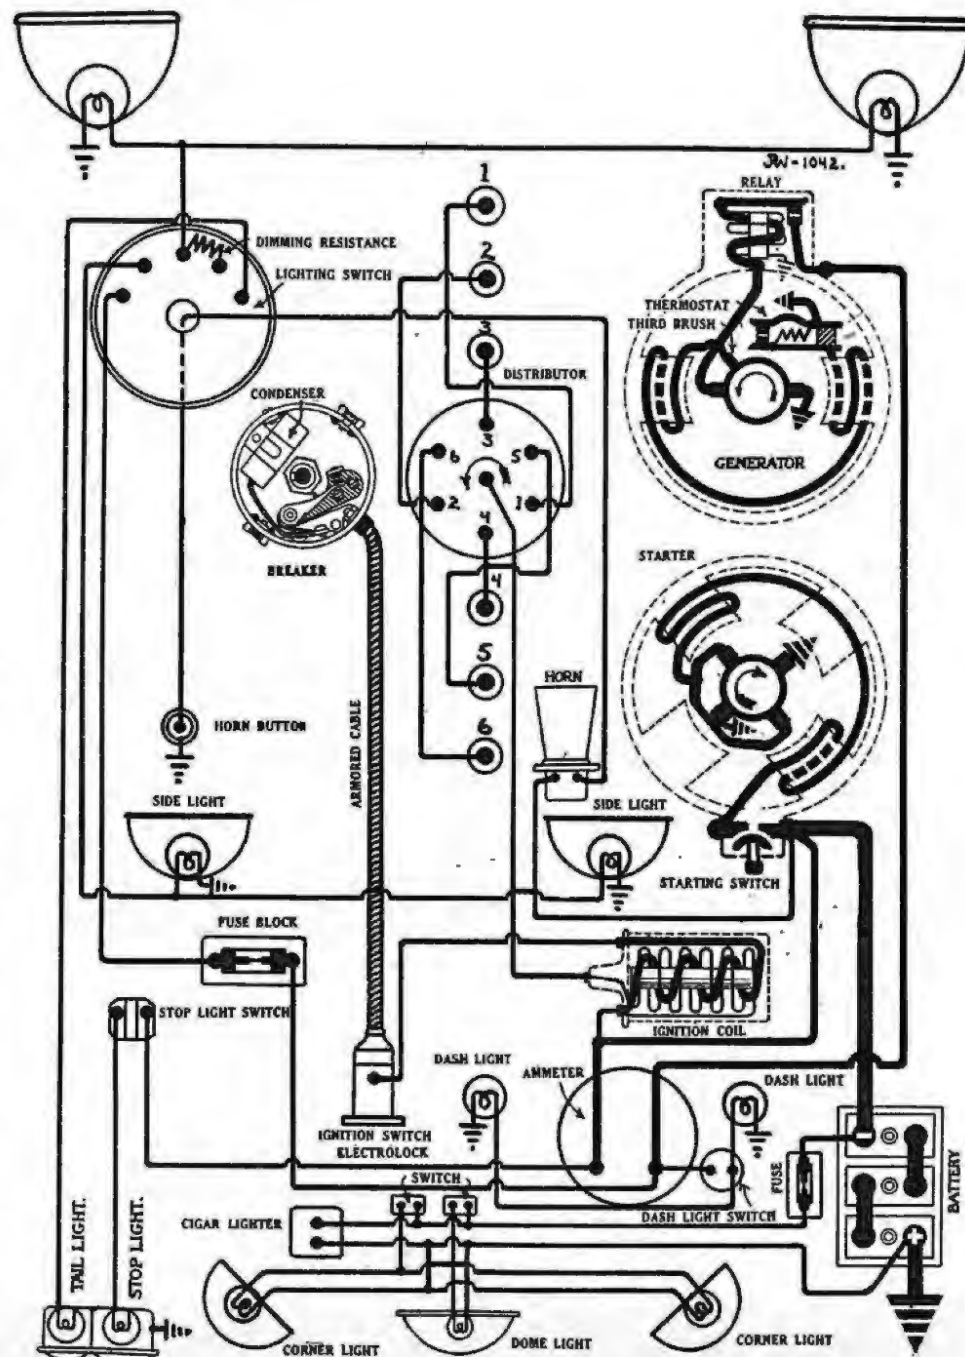 JW-1042.
RELAY
1
DIMMING RESISTANCE
2
LIGHTING SWITCH
THERMOSTAT
THIRD BRUSH
3
DISTRIBUTOR
CONDENSER
3
6
5
GENERATOR
2
1
4
BREAKER
STARTER
4
5
HORN
HORN BUTTON
ARMORED CABLE
6
SIDE LIGHT
SIDE LIGHT
STARTING SWITCH
FUSE BLOCK
STOP LIGHT SWITCH
IGNITION COIL
DASH LIGHT
AMMETER
DASH LIGHT
IGNITION SWITCH
ELECTROLOCK
SWITCH
FUSE
BATTERY
CIGAR LIGHTER
DASH LIGHT SWITCH
TAIL LIGHT.
STOP LIGHT.
CORNER LIGHT
DOME LIGHT
CORNER LIGHT